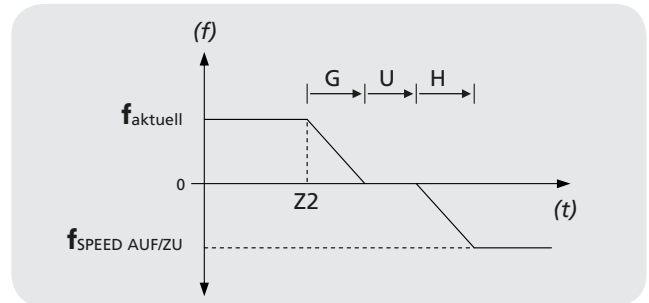 (f)
G U H
faktuell
0
Z2
(t)
fSPEED AUF/ZU